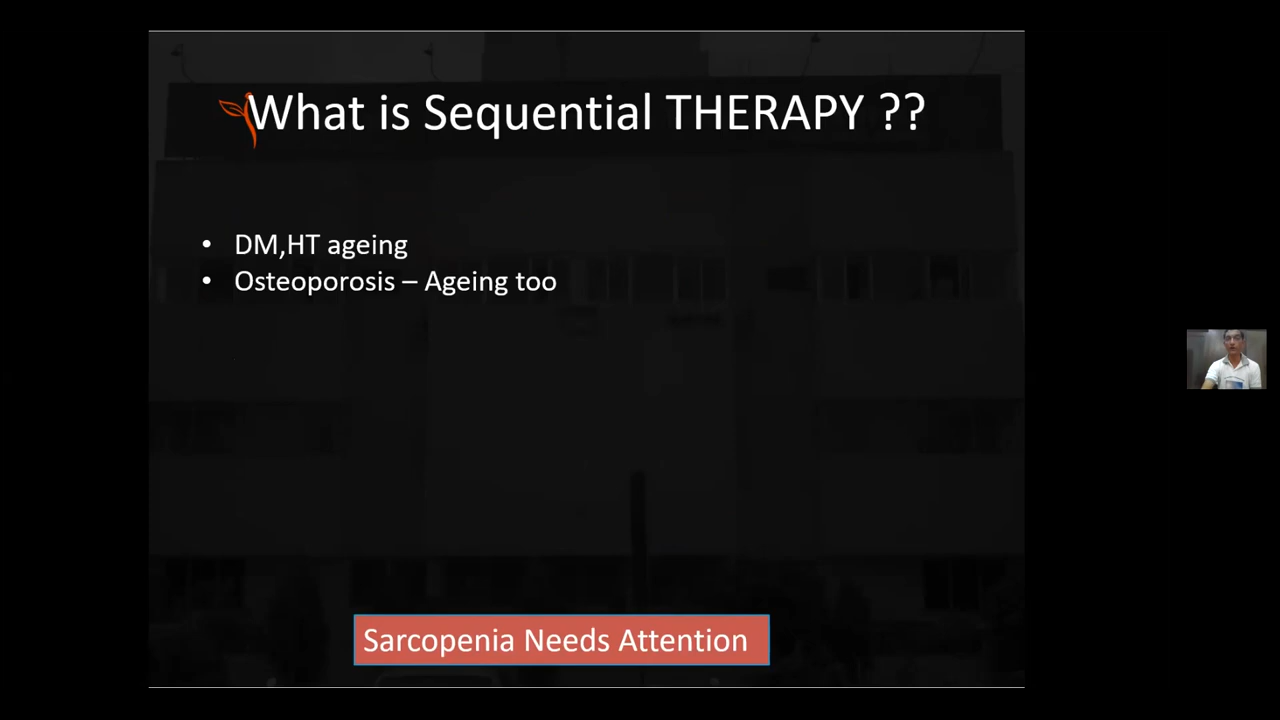 What is Sequential THERAPY ??
• DM,HT ageing
• Osteoporosis – Ageing too
Sarcopenia Needs Attention